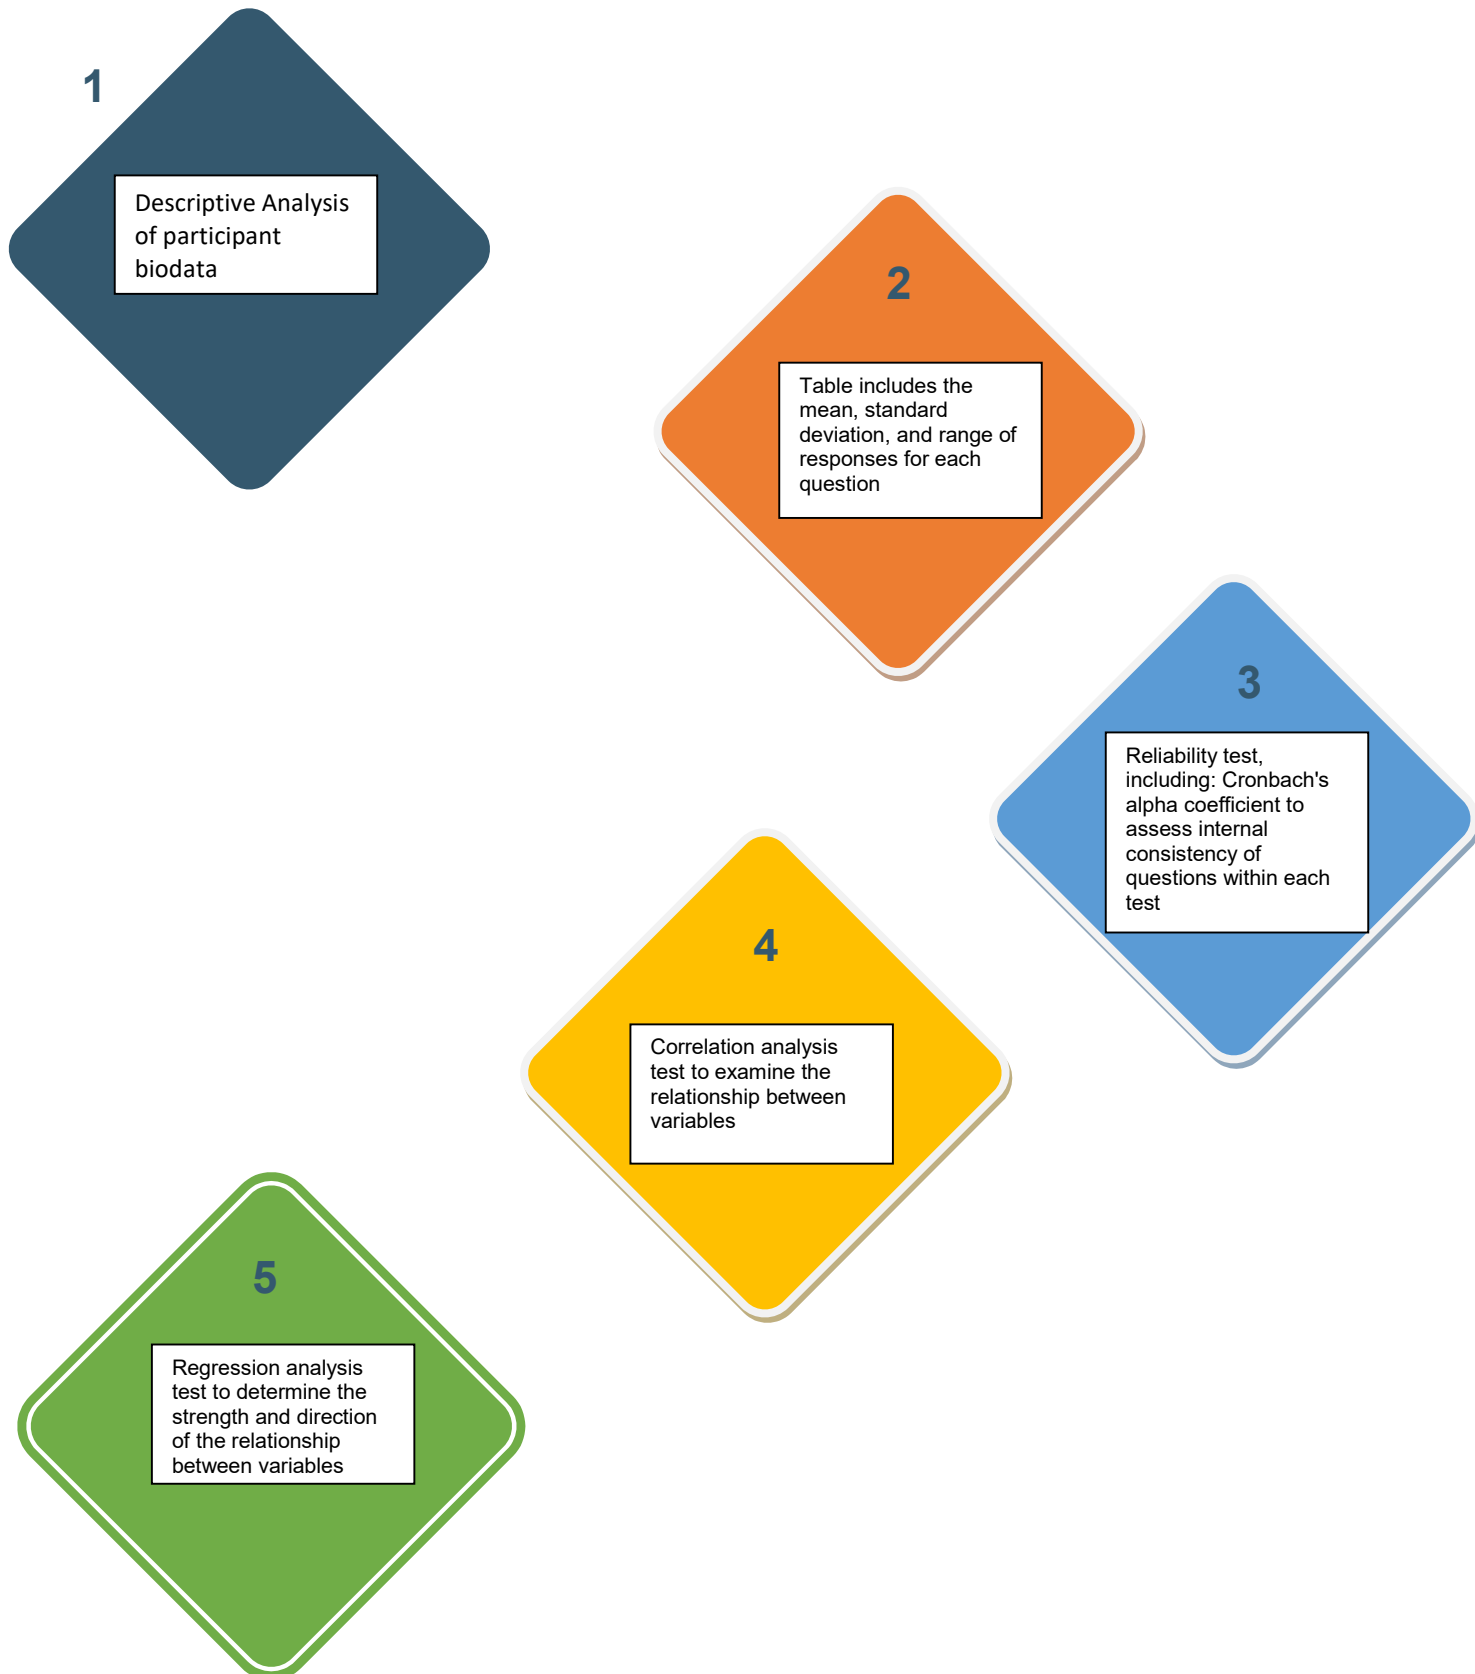 1
Descriptive Analysis
of participant
biodata
2
Table includes the
mean, standard
deviation, and range of
responses for each
question
3
Reliability test,
including: Cronbach's
alpha coefficient to
assess internal
consistency of
questions within each
test
4
Correlation analysis
test to examine the
relationship between
variables
5
Regression analysis
test to determine the
strength and direction
of the relationship
between variables